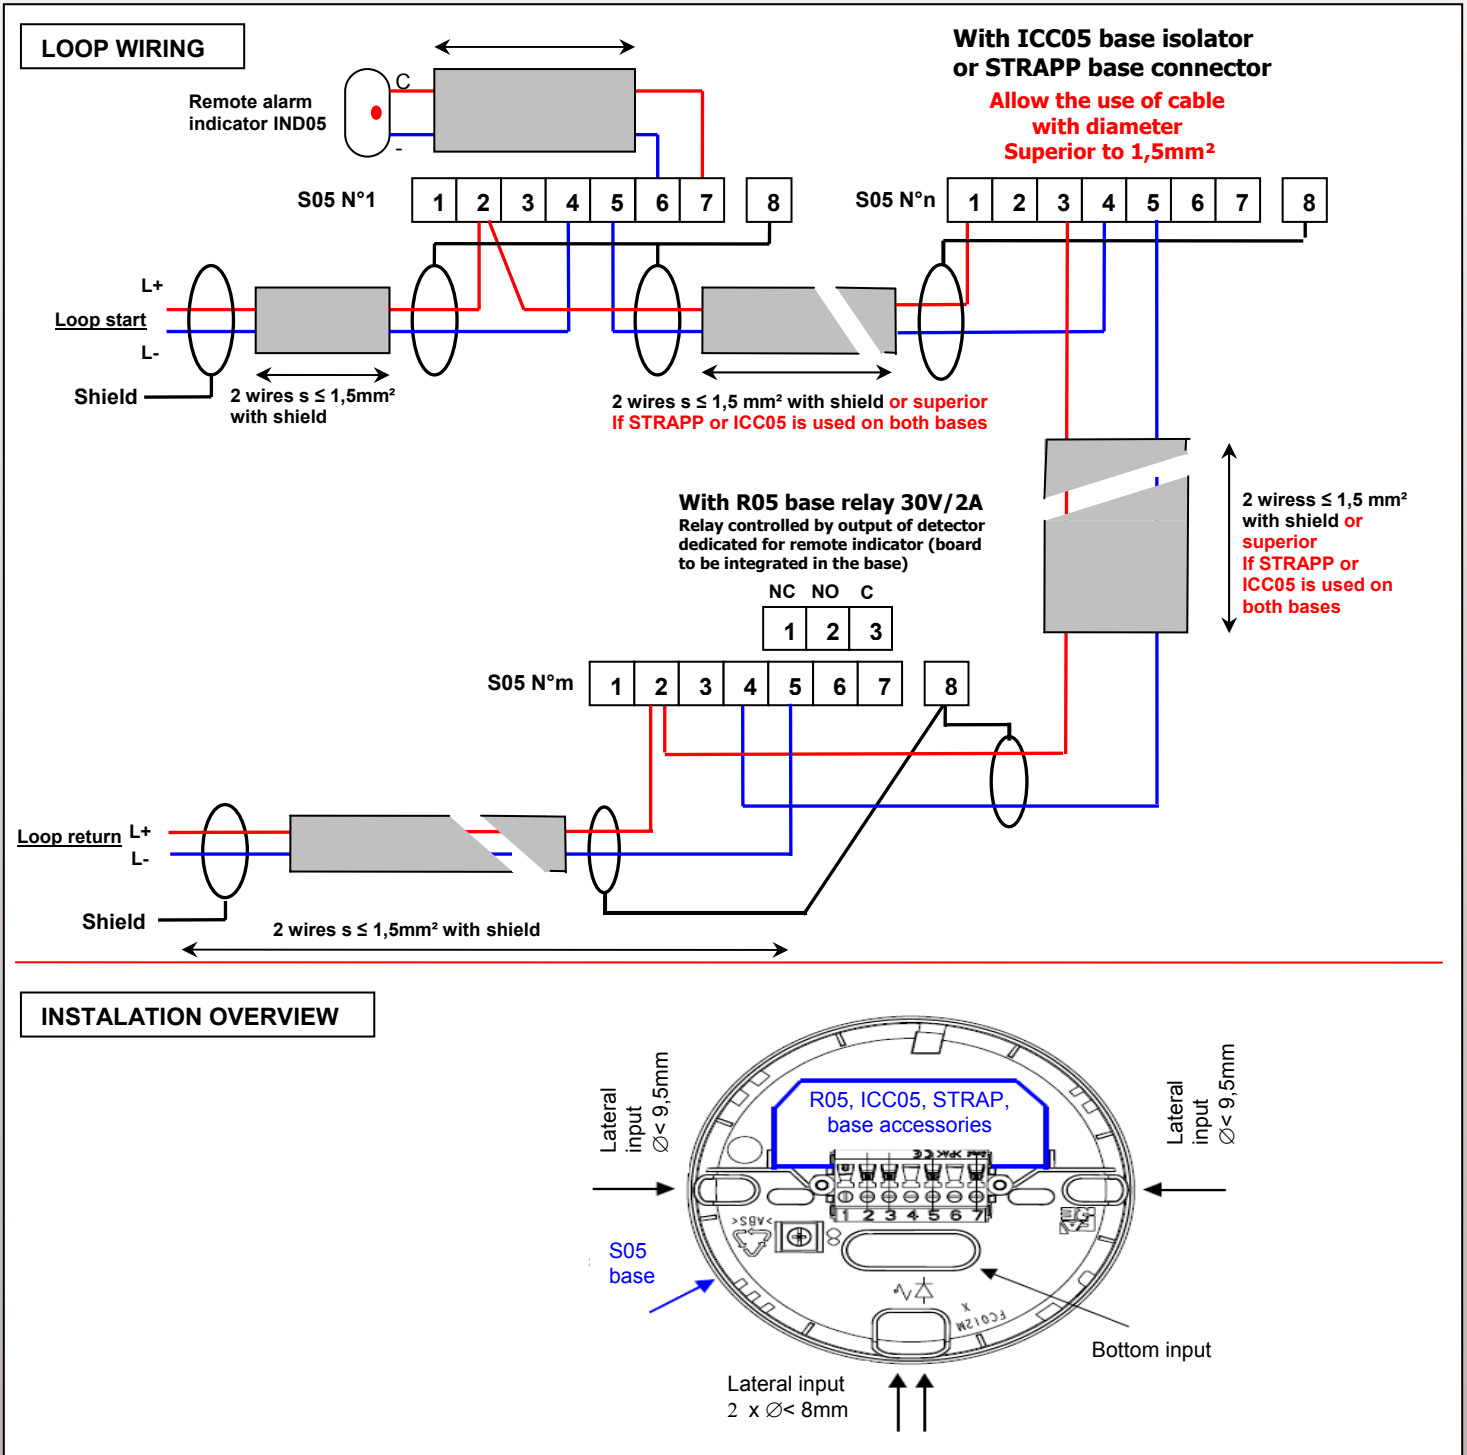 LOOP WIRING
With ICC05 base isolator
or STRAPP base connector
Allow the use of cable
with diameter
Superior to 1,5mm²
Remote alarm
indicator IND05
C
-
S05 N°1
1 2 3 4 5 6 7 8
S05 N°n
1 2 3 4 5 6 7 8
L+
Loop start
L-
Shield
2 wires s ≤ 1,5mm²
with shield
2 wires s ≤ 1,5 mm² with shield or superior
If STRAPP or ICC05 is used on both bases
2 wiress ≤ 1,5 mm²
with shield or
superior
If STRAPP or
ICC05 is used on
both bases
With R05 base relay 30V/2A
Relay controlled by output of detector
dedicated for remote indicator (board
to be integrated in the base)
NC NO C
1 2 3
S05 N°m
1 2 3 4 5 6 7 8
Loop return L+
L-
Shield
2 wires s ≤ 1,5mm² with shield
INSTALATION OVERVIEW
Lateral
input
∅< 9,5mm
Lateral
input
∅< 9,5mm
R05, ICC05, STRAP,
base accessories
1 2 3 4 5 6 7
>ABS<
8
S05
base
FC012M
X
Bottom input
Lateral input
2 x ∅< 8mm